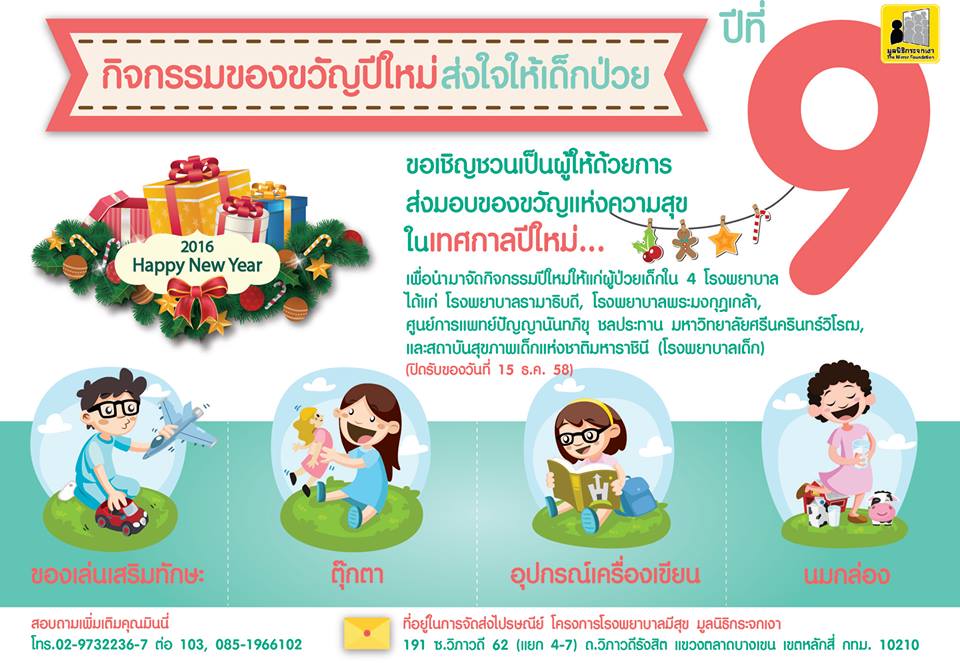 ปีที่
9
มูลนิธิกระจกเงา
The Mirror Foundation
กิจกรรมของขวัญปีใหม่ส่งใจให้เด็กป่วย
ขอเชิญชวนเป็นผู้ให้ด้วยการ
ส่งมอบของขวัญแห่งความสุข
ในเทศกาลปีใหม่...
2016
Happy New Year
เพื่อนำมาจัดกิจกรรมปีใหม่ให้แก่ผู้ป่วยเด็กใน 4 โรงพยาบาล
ได้แก่ โรงพยาบาลรามาธิบดี, โรงพยาบาลพระมงกุฎเกล้า,
ศูนย์การแพทย์ปัญญานันทภิขุ ชลประทาน มหาวิทยาลัยศรีนครินทร์วิโรฒ,
และสถาบันสุขภาพเด็กแห่งชาติมหาราชินี (โรงพยาบาลเด็ก)
(ปิดรับของวันที่ 15 ธ.ค. 58)
ของเล่นเสริมทักษะ
ตุ๊กตา
อุปกรณ์เครื่องเขียน
นมกล่อง
สอบถามเพิ่มเติมคุณมินนี่
โทร.02-9732236-7 ต่อ 103, 085-1966102
ที่อยู่ในการจัดส่งไปรษณีย์ โครงการโรงพยาบาลมีสุข มูลนิธิกระจกเงา
191 ซ.วิภาวดี 62 (แยก 4-7) ถ.วิภาวดีรังสิต แขวงตลาดบางเขน เขตหลักสี่ กทม. 10210